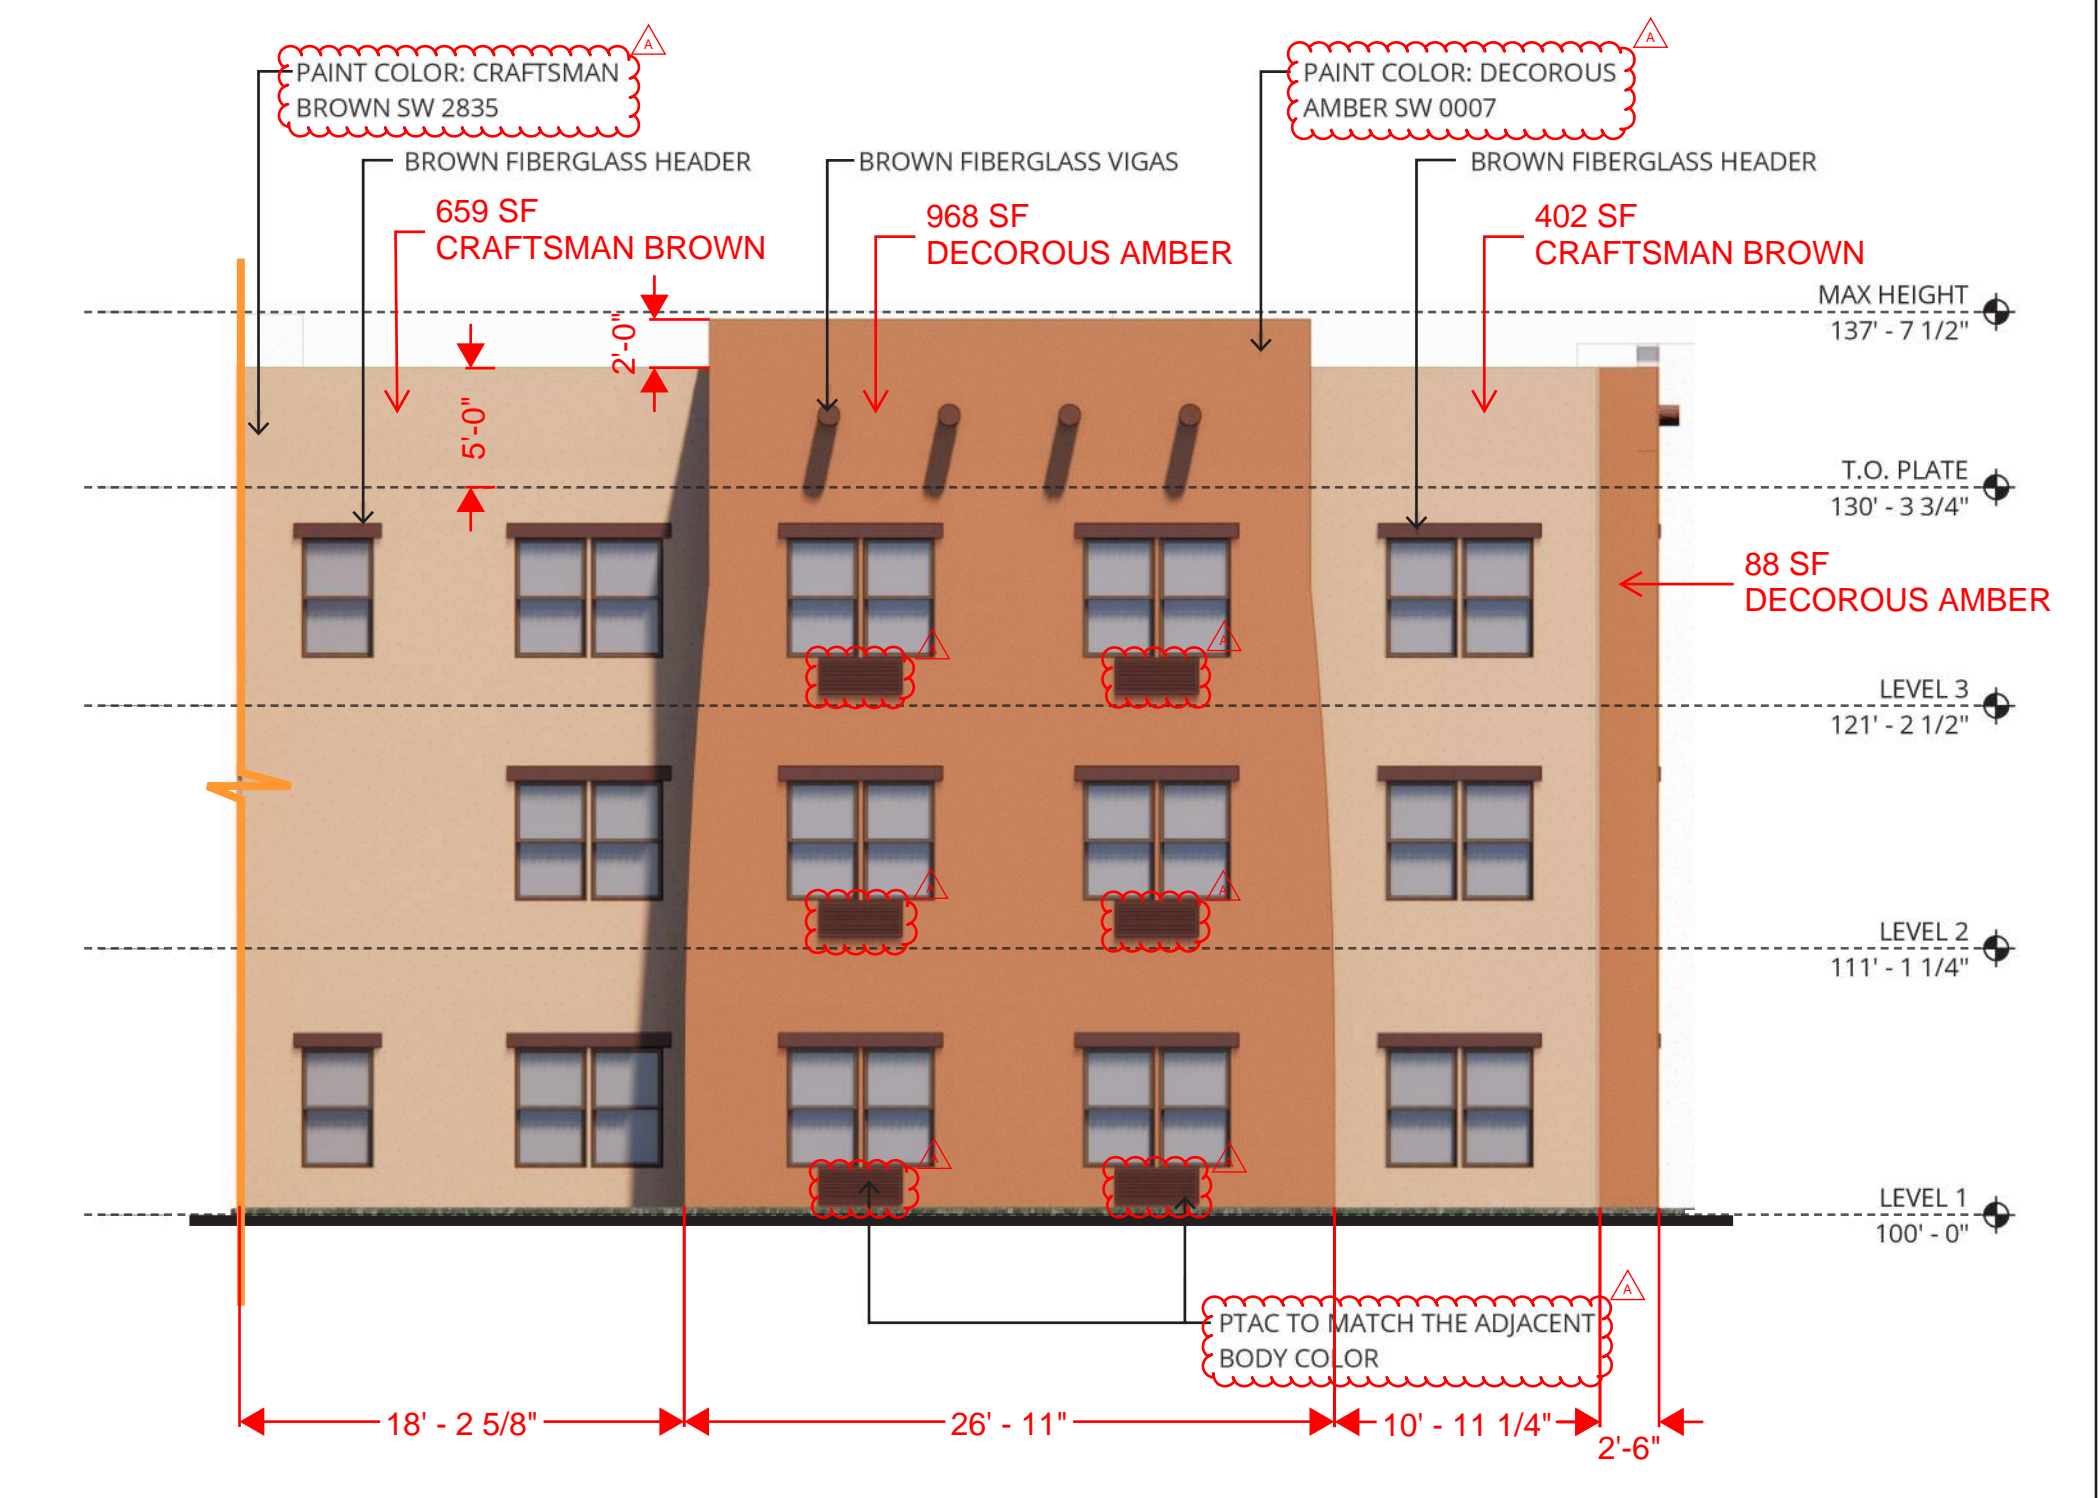 A
A
PAINT COLOR: CRAFTSMAN
BROWN SW 2835
PAINT COLOR: DECOROUS
AMBER SW 0007
BROWN FIBERGLASS HEADER
BROWN FIBERGLASS VIGAS
BROWN FIBERGLASS HEADER
659 SF
CRAFTSMAN BROWN
968 SF
DECOROUS AMBER
402 SF
CRAFTSMAN BROWN
MAX HEIGHT
137' - 7 1/2"
2'-0"
5'-0"
T.O. PLATE
130' - 3 3/4"
88 SF
DECOROUS AMBER
A
A
LEVEL 3
121' - 2 1/2"
A
A
LEVEL 2
111' - 1 1/4"
A
A
LEVEL 1
100' - 0"
A
PTAC TO MATCH THE ADJACENT
BODY COLOR
18' - 2 5/8"
26' - 11"
10' - 11 1/4"
2'-6"